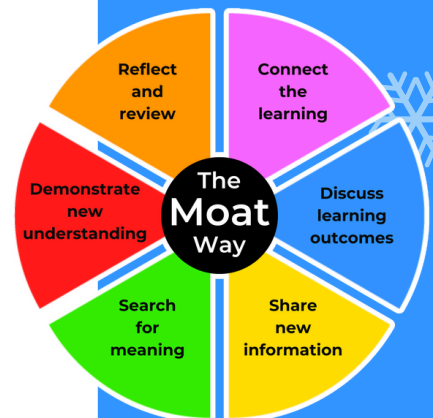 The
Moat
Way
Connect
the
learning
Discuss
learning
outcomes
Share
new
information
Search
for
meaning
Demonstrate
new
understanding
Reflect
and
review